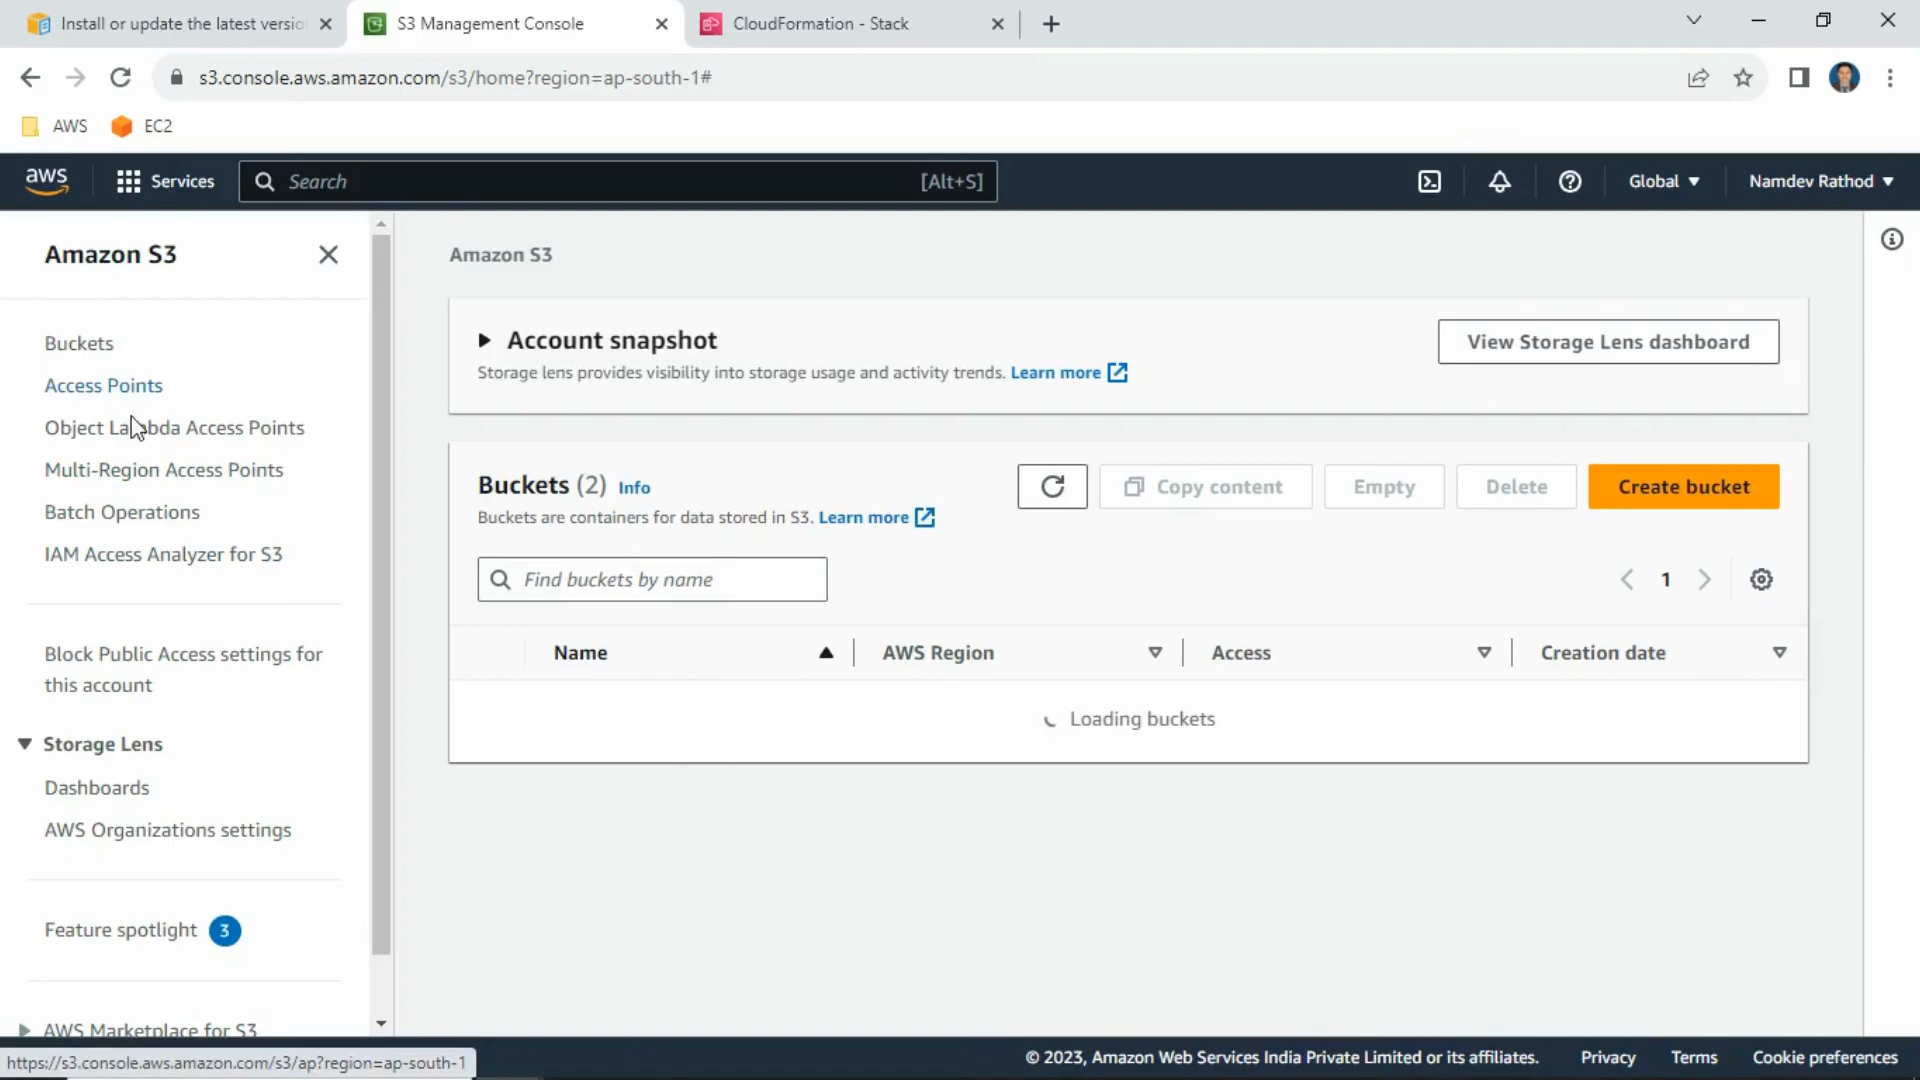 Install or update the latest versio
S3 Management Console
CloudFormation - Stack
s3.console.aws.amazon.com/s3/home?region=ap-south-1#
AWS
EC2
aws
Services
Search
[Alt+S]
Global
Namdev Rathod
Amazon S3
Buckets
Access Points
Object Lambda Access Points
Multi-Region Access Points
Batch Operations
IAM Access Analyzer for S3
Block Public Access settings for
this account
Storage Lens
Dashboards
AWS Organizations settings
Feature spotlight 3
AWS Marketplace for S3
Amazon S3
Account snapshot
Storage lens provides visibility into storage usage and activity trends. Learn more
View Storage Lens dashboard
Buckets (2) Info
Buckets are containers for data stored in S3. Learn more
Copy content
Empty
Delete
Create bucket
Find buckets by name
1
Name
AWS Region
Access
Creation date
Loading buckets
https://s3.console.aws.amazon.com/s3/ap?region=ap-south-1
© 2023, Amazon Web Services India Private Limited or its affiliates.
Privacy
Terms
Cookie preferences